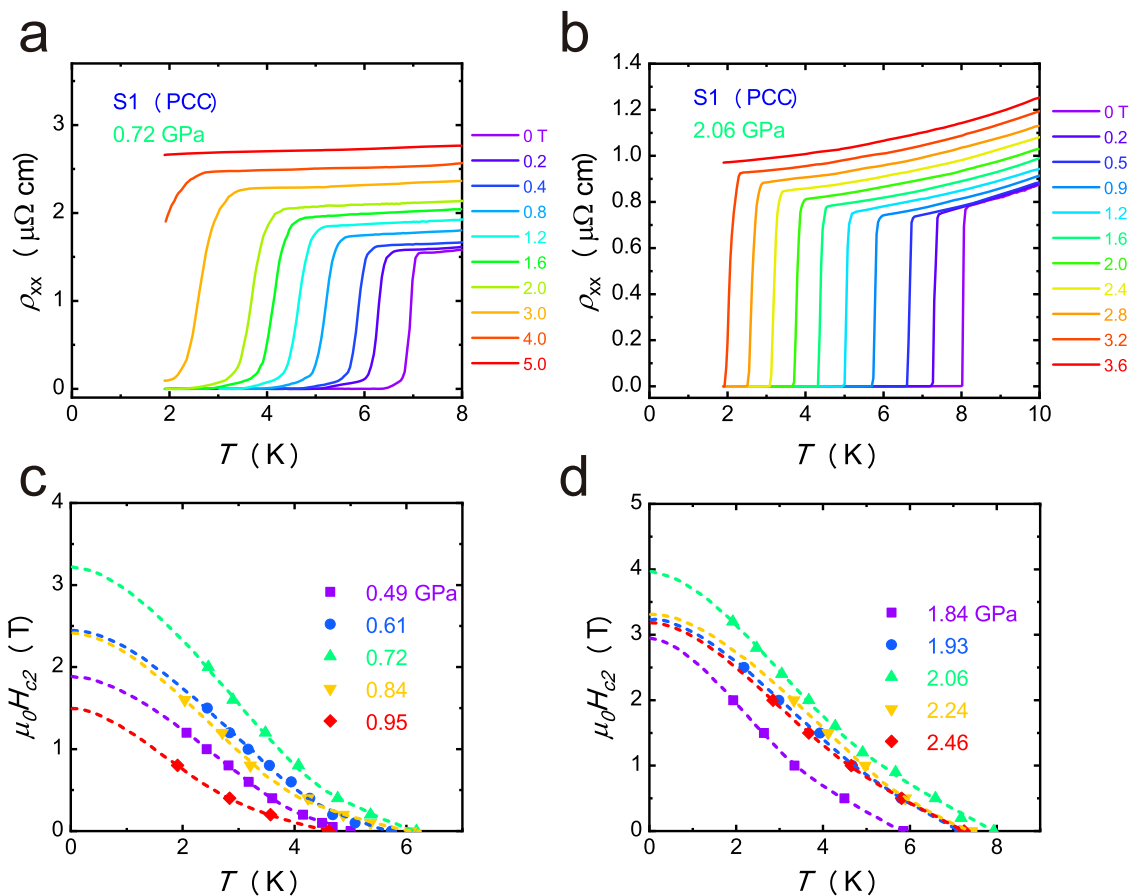 a
S1 (PCC)
0.72 GPa
ρxx (μΩ cm)
3
2
1
0
0 2 4 6 8
T (K)
0 T
0.2
0.4
0.8
1.2
1.6
2.0
3.0
4.0
5.0
b
S1 (PCC)
2.06 GPa
ρxx (μΩ cm)
1.4
1.2
1.0
0.8
0.6
0.4
0.2
0.0
0 2 4 6 8 10
T (K)
0 T
0.2
0.5
0.9
1.2
1.6
2.0
2.4
2.8
3.2
3.6
c
μ0Hc2 (T)
4
3
2
1
0
0 2 4 6
T (K)
0.49 GPa
0.61
0.72
0.84
0.95
d
μ0Hc2 (T)
5
4
3
2
1
0
0 2 4 6 8
T (K)
1.84 GPa
1.93
2.06
2.24
2.46